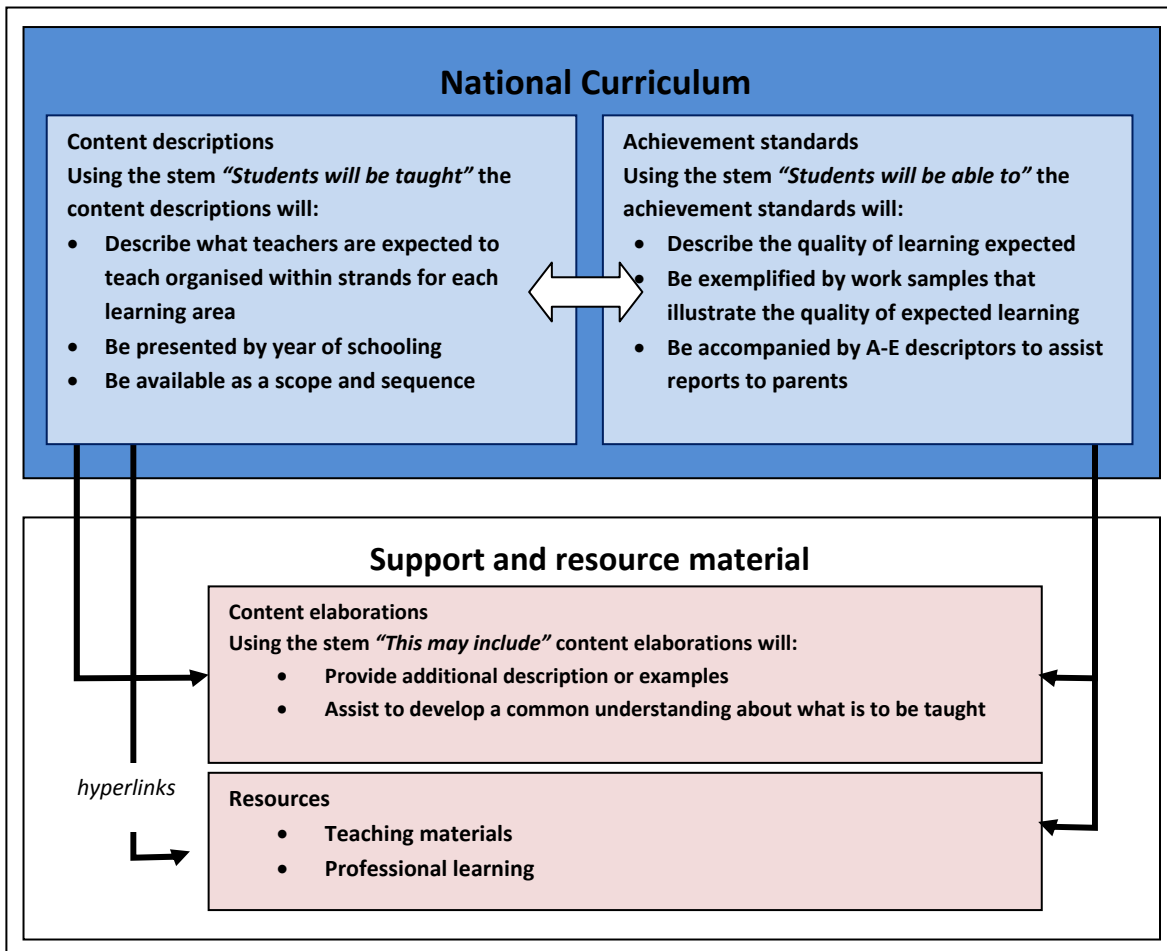 National Curriculum
Content descriptions
Using the stem “Students will be taught” the
content descriptions will:
• Describe what teachers are expected to
teach organised within strands for each
learning area
• Be presented by year of schooling
• Be available as a scope and sequence
Achievement standards
Using the stem “Students will be able to” the
achievement standards will:
• Describe the quality of learning expected
• Be exemplified by work samples that
illustrate the quality of expected learning
• Be accompanied by A-E descriptors to assist
reports to parents
Support and resource material
Content elaborations
Using the stem “This may include” content elaborations will:
• Provide additional description or examples
• Assist to develop a common understanding about what is to be taught
hyperlinks
Resources
• Teaching materials
• Professional learning